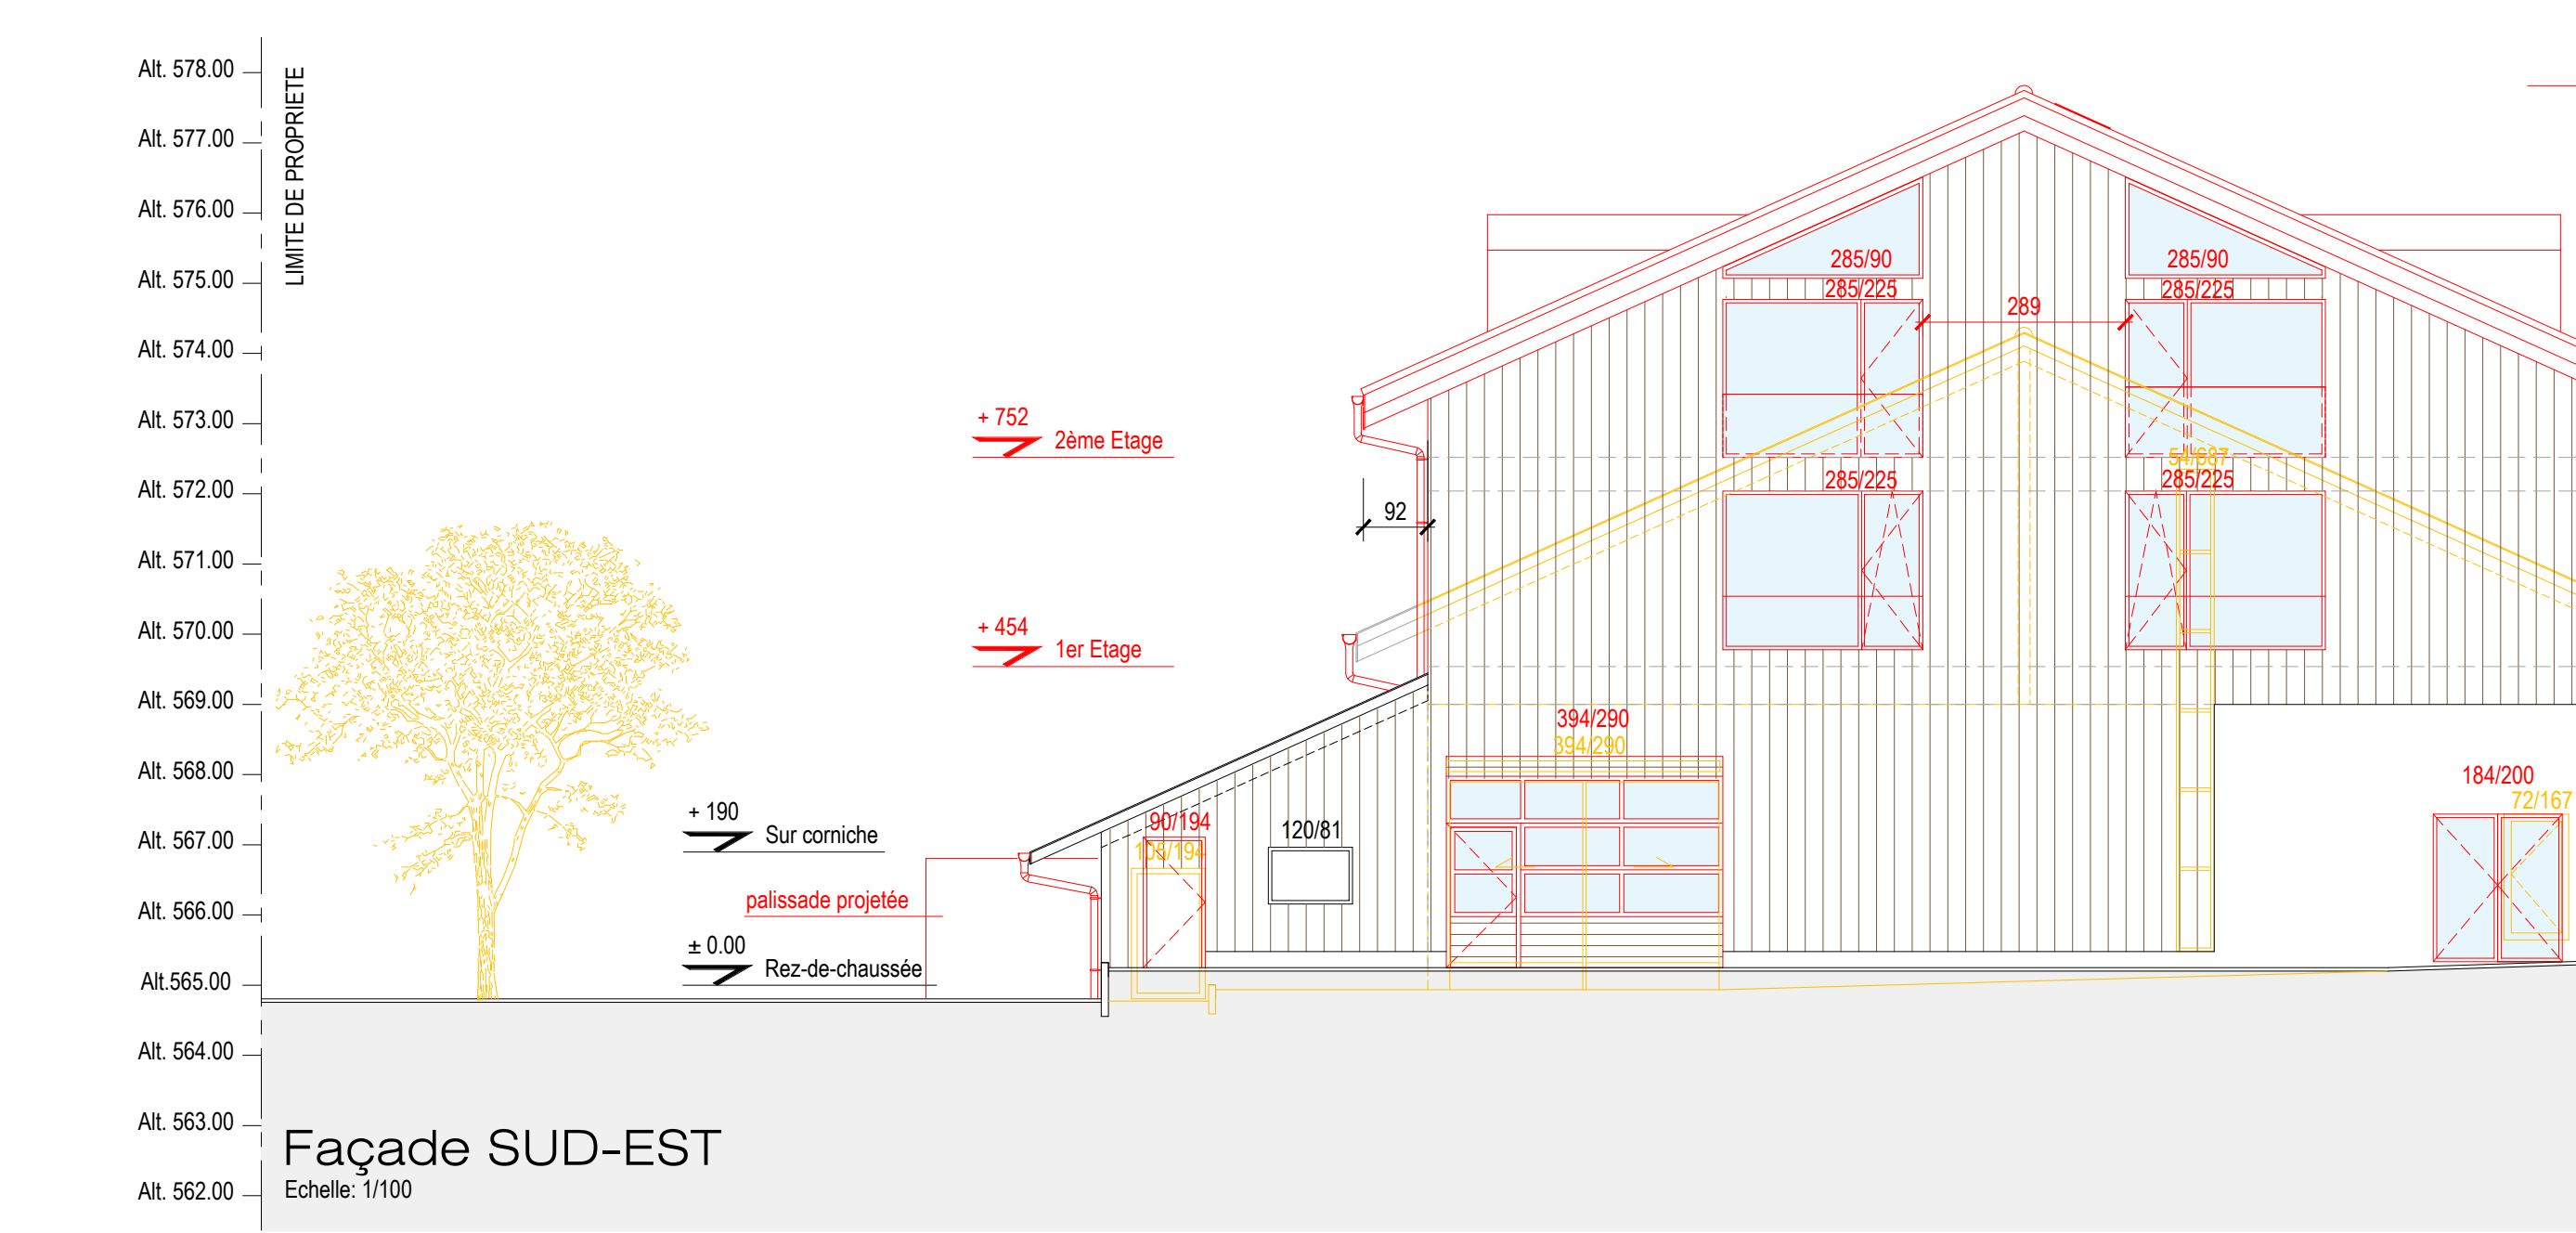 Alt. 578.00
Alt. 577.00
Alt. 576.00
Alt. 575.00
Alt. 574.00
Alt. 573.00
Alt. 572.00
Alt. 571.00
Alt. 570.00
Alt. 569.00
Alt. 568.00
Alt. 567.00
Alt. 566.00
Alt.565.00
Alt. 564.00
Alt. 563.00
Alt. 562.00
LIMITE DE PROPRIETE
285/90
285/90
285/225
285/225
289
+ 752
2ème Etage
54/687
285/225
285/225
92
+ 454
1er Etage
394/290
394/290
184/200
72/167
+ 190
Sur corniche
90/194
105/194
120/81
palissade projetée
± 0.00
Rez-de-chaussée
Façade SUD-EST
Echelle: 1/100